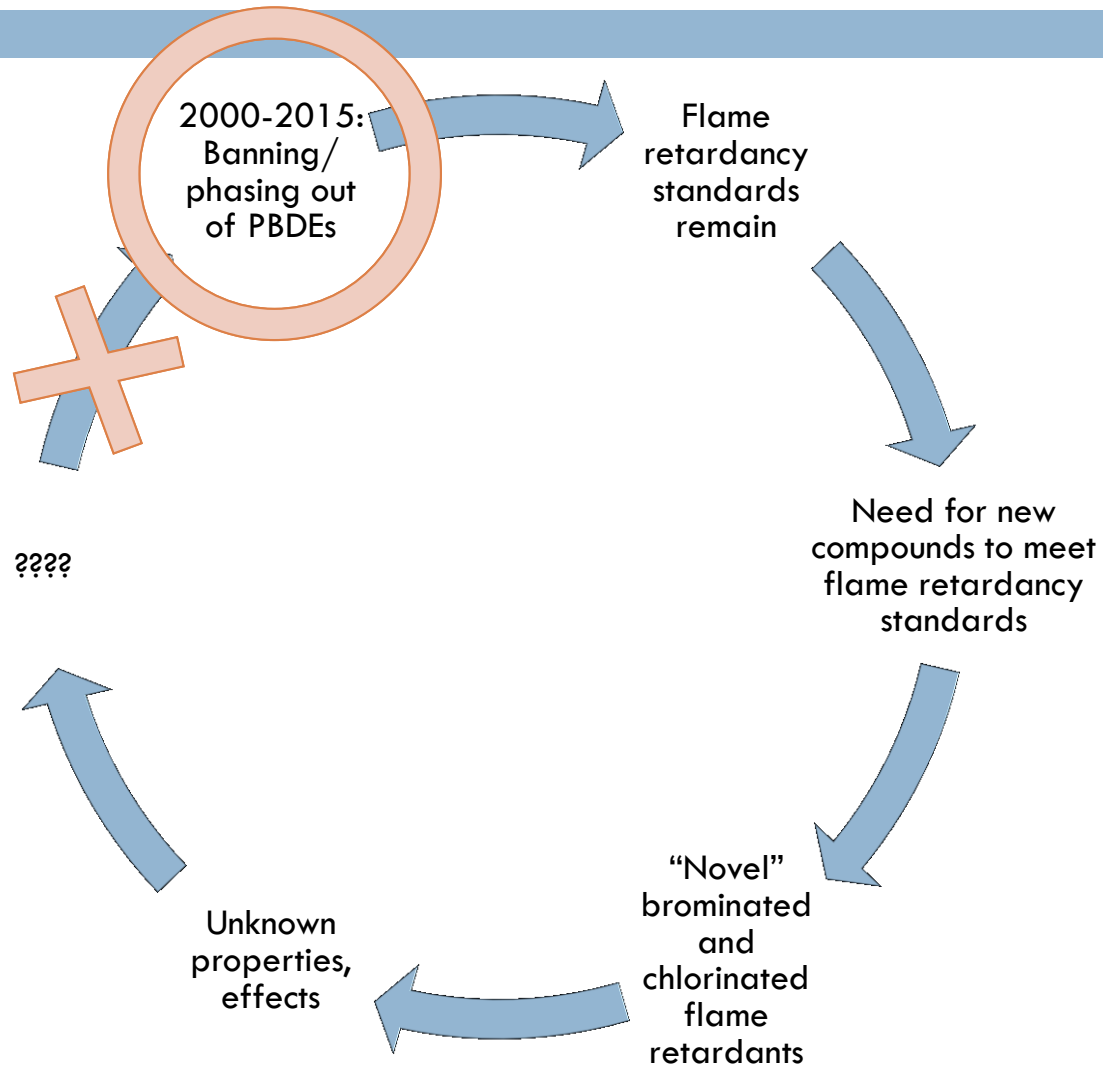 2000-2015:
Banning/
phasing out
of PBDEs
Flame
retardancy
standards
remain
Need for new
compounds to meet
flame retardancy
standards
“Novel”
brominated
and
chlorinated
flame
retardants
Unknown
properties,
effects
????